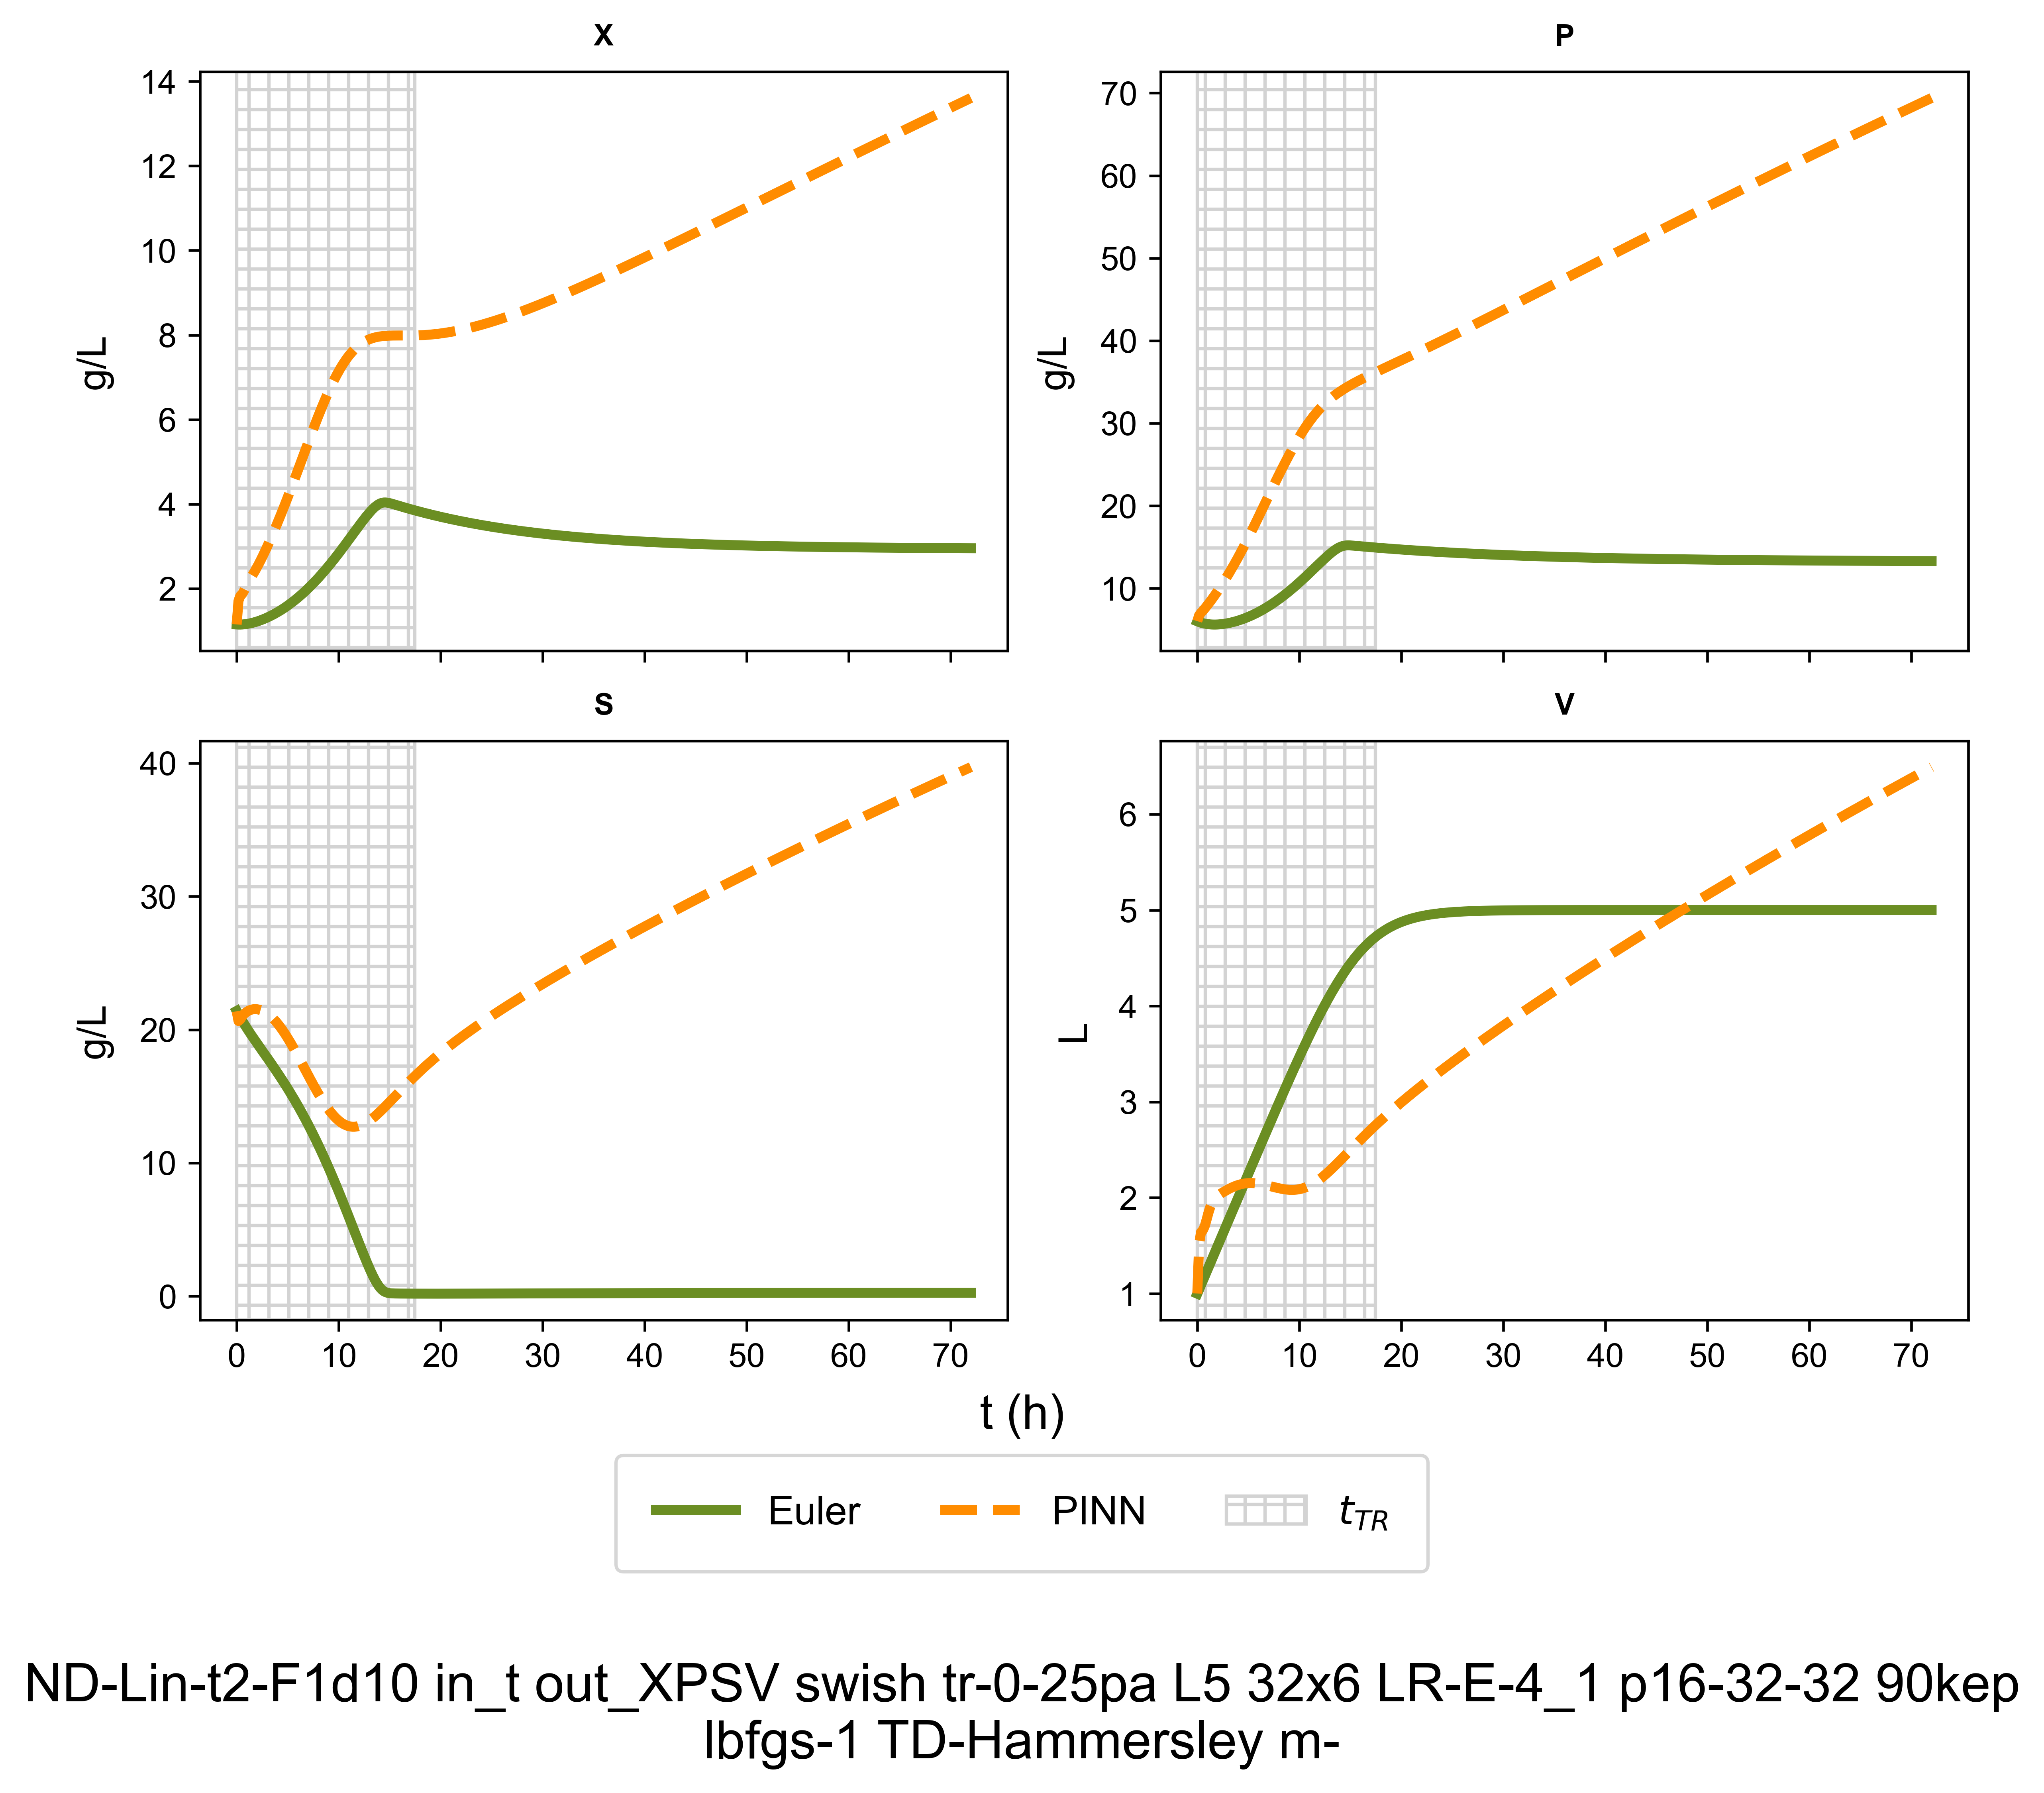 X
P
14
12
10
8
6
4
2
g/L
70
60
50
40
30
20
10
g/L
S
V
40
30
20
10
0
g/L
0 10 20 30 40 50 60 70
6
5
4
3
2
1
L
0 10 20 30 40 50 60 70
t (h)
Euler PINN t_{TR}
ND-Lin-t2-F1d10 in_t out_XPSV swish tr-0-25pa L5 32x6 LR-E-4_1 p16-32-32 90kep
lbfgs-1 TD-Hammersley m-